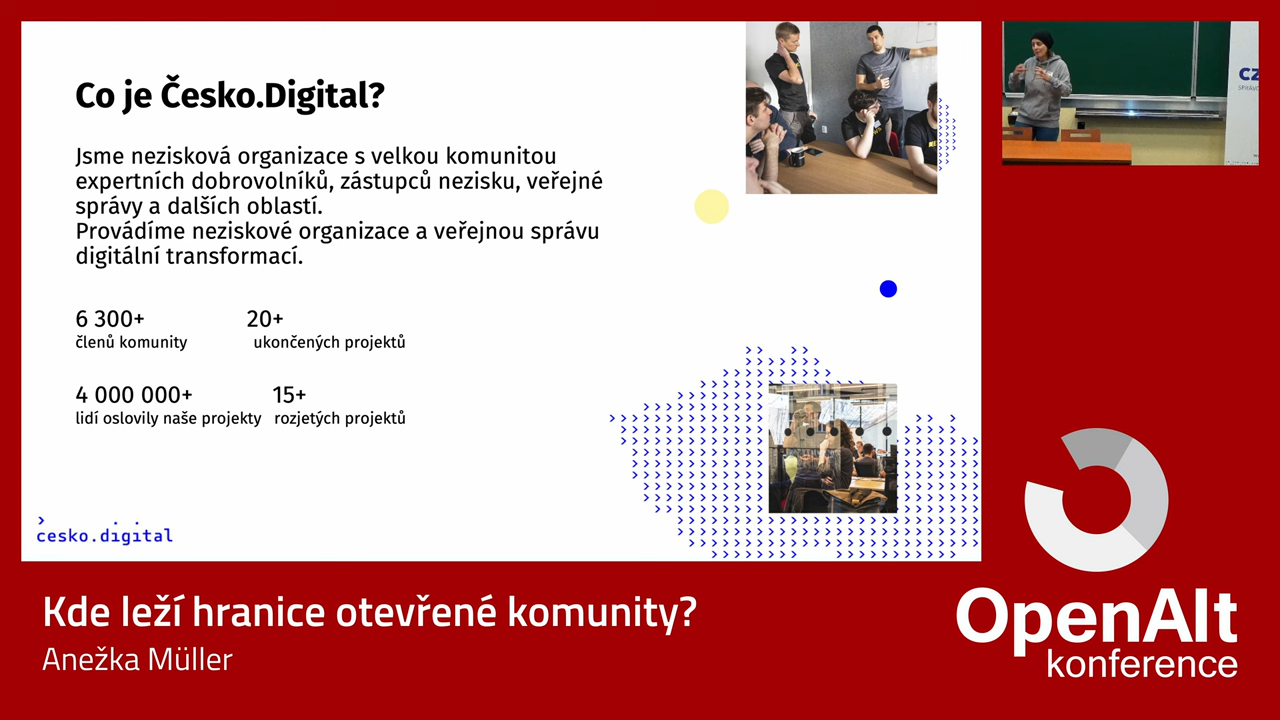 Co je Česko.Digital?
Jsme nezisková organizace s velkou komunitou
expertních dobrovolníků, zástupců nezisku, veřejné
správy a dalších oblastí.
Provádíme neziskové organizace a veřejnou správu
digitální transformací.
6 300+ 20+
členů komunity ukončených projektů
4 000 000+ 15+
lidí oslovily naše projekty rozjetých projektů
česko.digital
Kde leží hranice otevřené komunity?
Anežka Müller
OpenAlt
konference